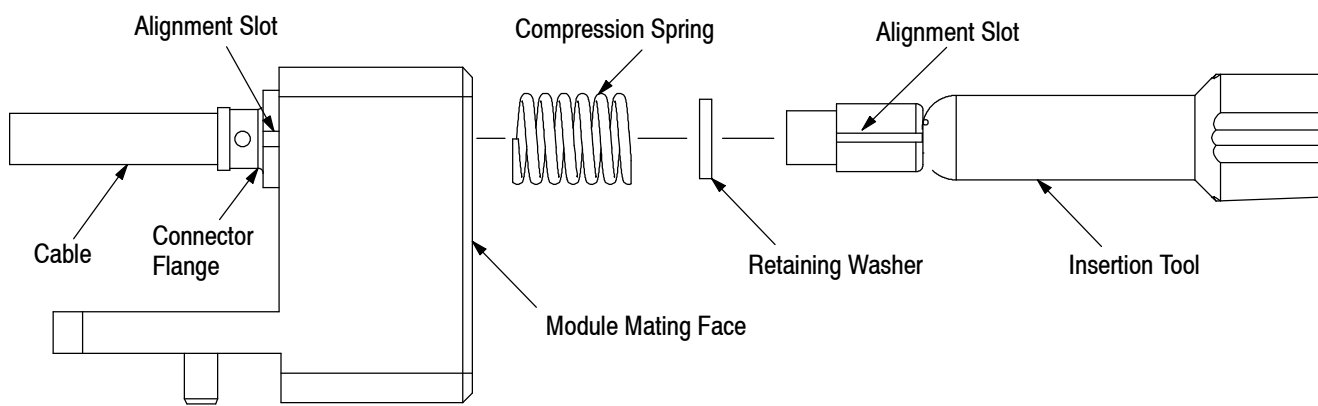 Alignment Slot
Compression Spring
Alignment Slot
Cable
Connector
Flange
Retaining Washer
Insertion Tool
Module Mating Face